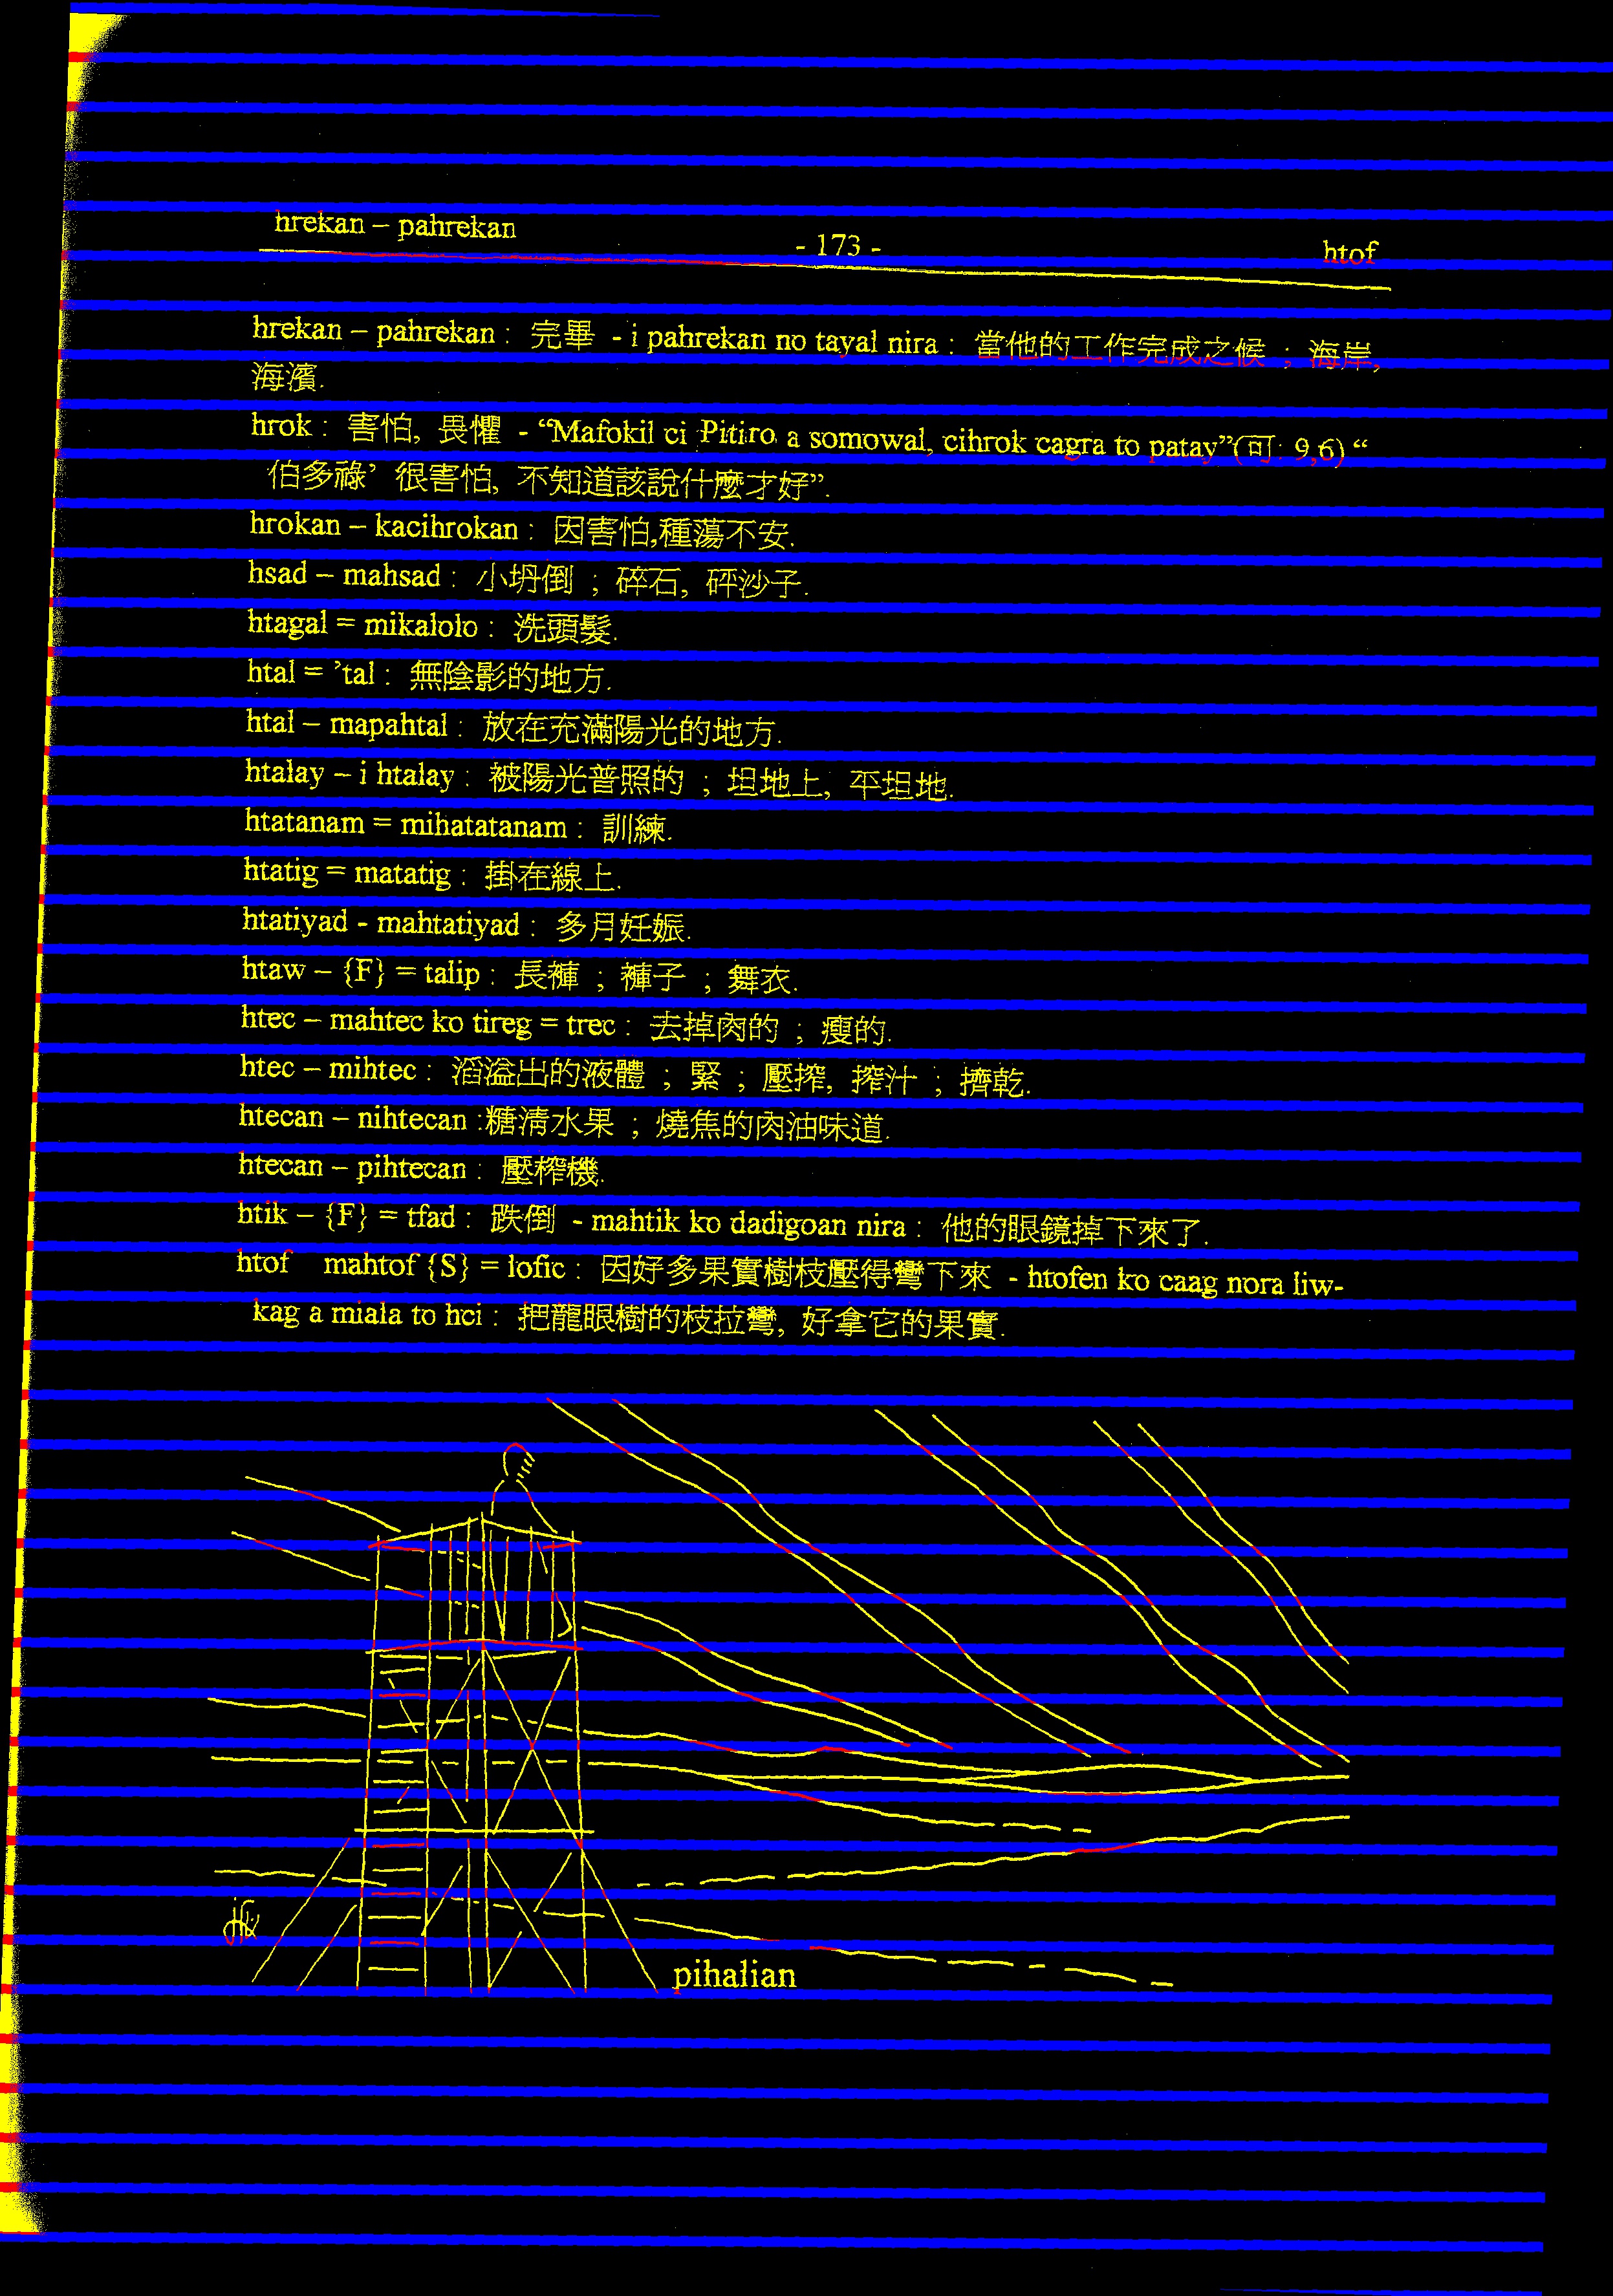 hrekan – pahrekan - 173 - htof
hrekan – pahrekan : 完畢 - i pahrekan no tayal nira : 當他的工作完成之候 ; 海岸,
海濱.
hrok : 害怕, 畏懼 - “Mafokil ci Pitiro a somowal, cihrok cagra to patay”(可: 9,6) “
伯多祿’ 很害怕, 不知道該說什麼才好”.
hrokan – kacihrokan : 因害怕,種蕩不安.
hsad – mahsad : 小坍倒 ; 碎石, 砰沙子.
htagal = mikalolo : 洗頭髮.
htal = ’tal : 無陰影的地方.
htal – mapahtal : 放在充滿陽光的地方.
htalay – i htalay : 被陽光普照的 ; 坦地上, 平坦地.
htatanam = mihatatanam : 訓練.
htatig = matatig : 掛在線上.
htatiyad - mahtatiyad : 多月妊娠.
htaw – {F} = talip : 長褲 ; 褲子 ; 舞衣.
htec – mahtec ko tireg = trec : 去掉肉的 ; 瘦的.
htec – mihtec : 滔溢出的液體 ; 緊 ; 壓搾, 搾汁 ; 擠乾.
htecan – nihtecan :糖淸水果 ; 燒焦的肉油味道.
htecan – pihtecan : 壓榨機.
htik – {F} = tfad : 跌倒 - mahtik ko dadigoan nira : 他的眼鏡掉下來了.
htof mahtof {S} = lofic : 因好多果實樹枝壓得彎下來 - htofen ko caag nora liw-
kag a miala to hci : 把龍眼樹的枝拉彎, 好拿它的果實.
pihalian